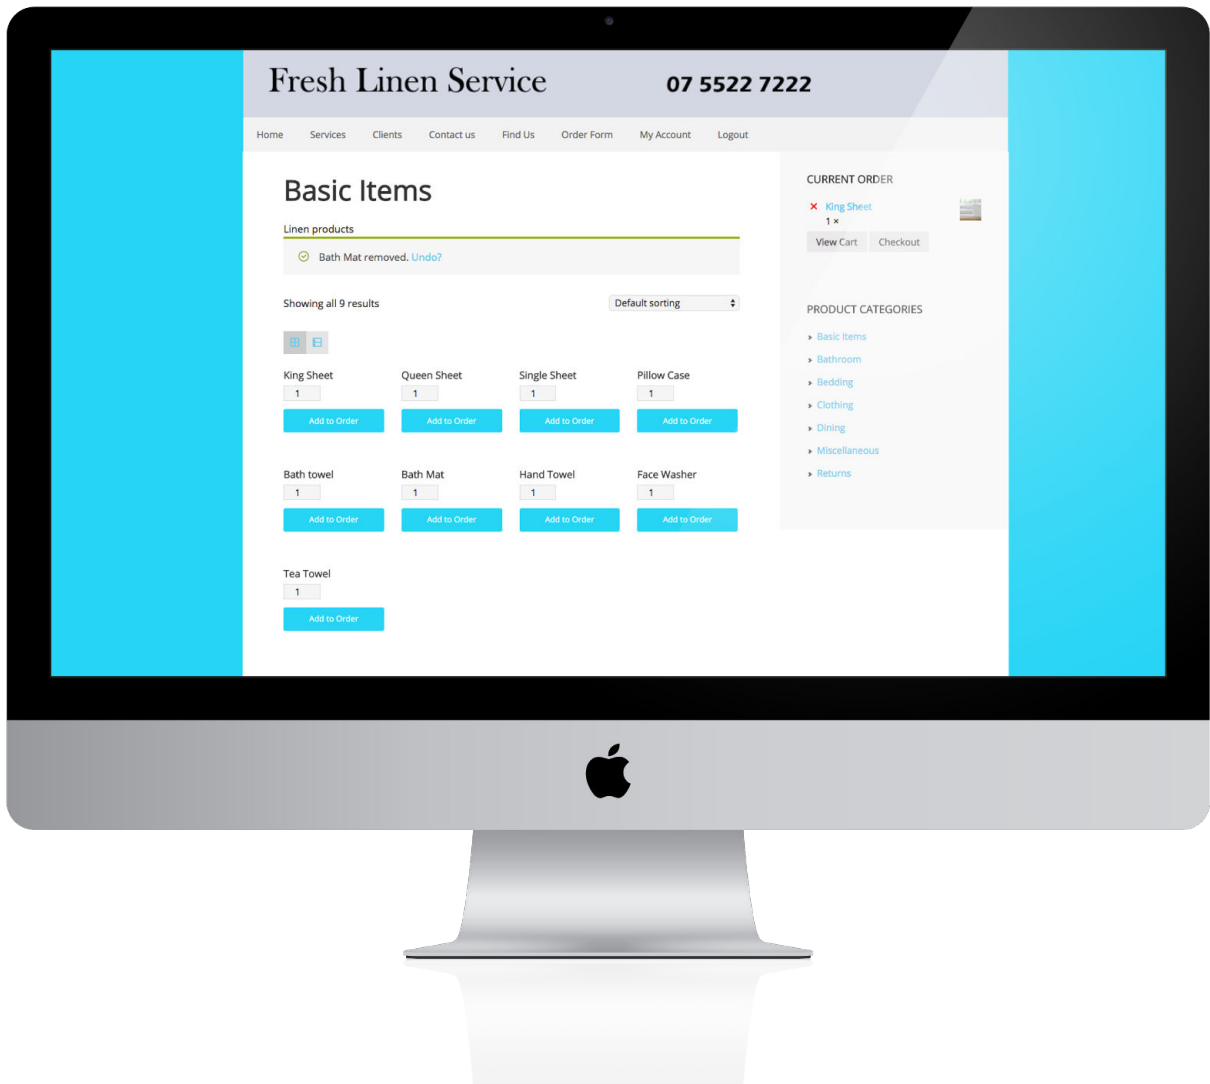 Fresh Linen Service
07 5522 7222
Home Services Clients Contact us Find Us Order Form My Account Logout
Basic Items
Linen products
Bath Mat removed. Undo?
Showing all 9 results
Default sorting
King Sheet Queen Sheet Single Sheet Pillow Case
1 1 1 1
Add to Order Add to Order Add to Order Add to Order
Bath towel Bath Mat Hand Towel Face Washer
1 1 1 1
Add to Order Add to Order Add to Order Add to Order
Tea Towel
1
Add to Order
CURRENT ORDER
× King Sheet
1 ×
View Cart Checkout
PRODUCT CATEGORIES
» Basic Items
» Bathroom
» Bedding
» Clothing
» Dining
» Miscellaneous
» Returns